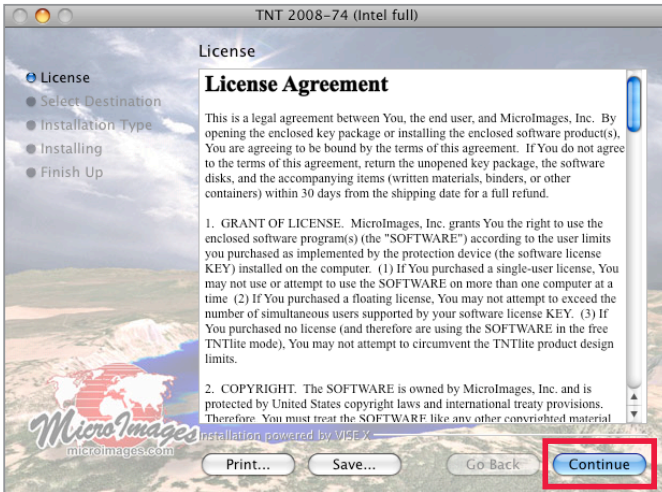 TNT 2008-74 (Intel full)
License
License
Select Destination
Installation Type
Installing
Finish Up
License Agreement
This is a legal agreement between You, the end user, and MicroImages, Inc. By
opening the enclosed key package or installing the enclosed software product(s),
You are agreeing to be bound by the terms of this agreement. If You do not agree
to the terms of this agreement, return the unopened key package, the software
disks, and the accompanying items (written materials, binders, or other
containers) within 30 days from the shipping date for a full refund.
1. GRANT OF LICENSE. MicroImages, Inc. grants You the right to use the
enclosed software program(s) (the "SOFTWARE") according to the user limits
you purchased as implemented by the protection device (the software license
KEY) installed on the computer. (1) If You purchased a single-user license, You
may not use or attempt to use the SOFTWARE on more than one computer at a
time (2) If You purchased a floating license, You may not attempt to exceed the
number of simultaneous users supported by your software license KEY. (3) If
You purchased no license (and therefore are using the SOFTWARE in the free
TNTlite mode), You may not attempt to circumvent the TNTlite product design
limits.
2. COPYRIGHT. The SOFTWARE is owned by MicroImages, Inc. and is
protected by United States copyright laws and international treaty provisions.
Therefore, You must treat the SOFTWARE like any other copyrighted material
MicroImages
microimages.com
Installation powered by VISE X
Print...
Save...
Go Back
Continue